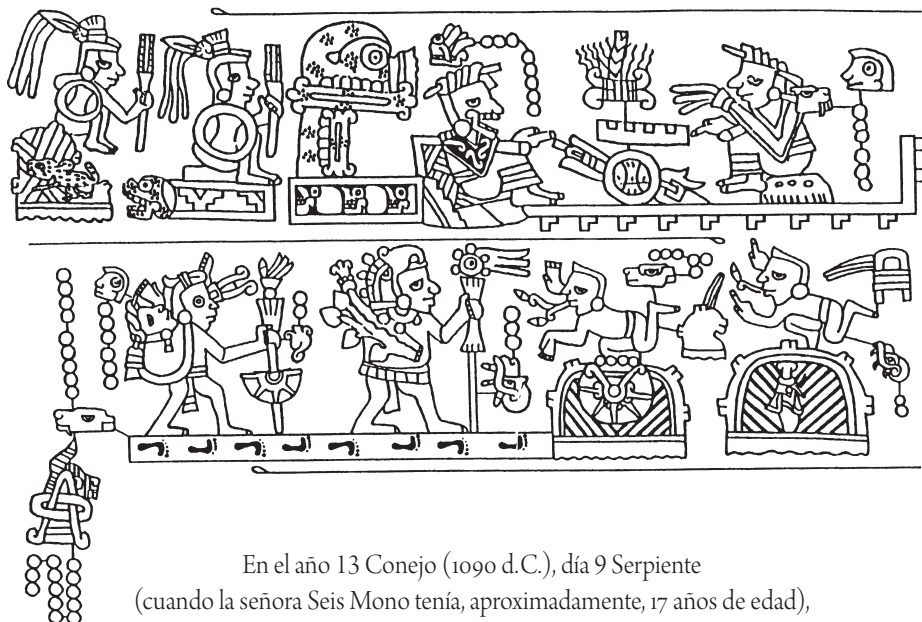 En el año 13 Conejo (1090 d.C.), día 9 Serpiente
(cuando la señora Seis Mono tenía, aproximadamente, 17 años de edad),